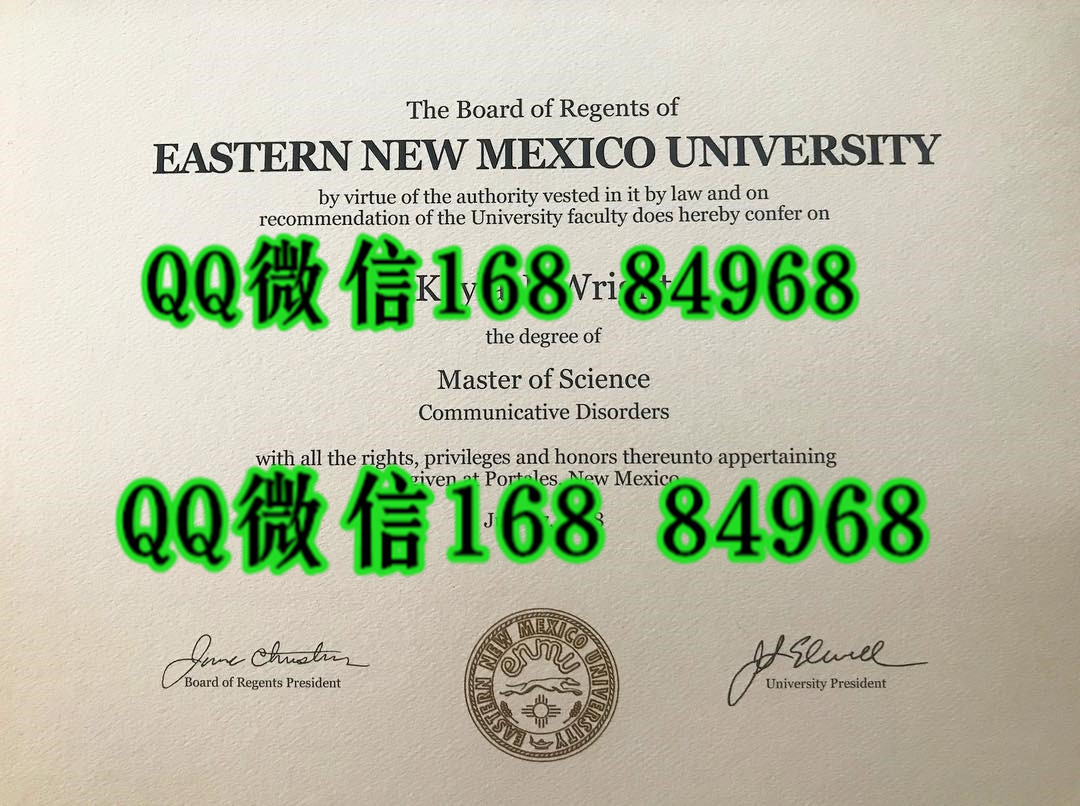 The Board of Regents of
EASTERN NEW MEXICO UNIVERSITY
by virtue of the authority vested in it by law and on
recommendation of the University faculty does hereby confer on
QQ微信168 84968
the degree of
Master of Science
Communicative Disorders
with all the rights, privileges and honors thereunto appertaining
given at Portales, New Mexico
QQ微信168 84968
Board of Regents President
University President
EASTERN NEW MEXICO UNIVERSITY
enmu